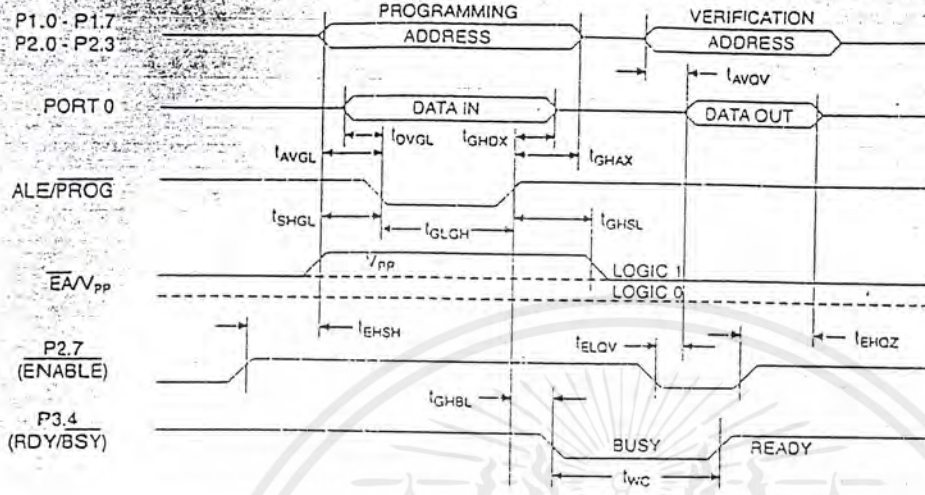 PROGRAMMING
VERIFICATION
P1.0 - P1.7
P2.0 - P2.3
ADDRESS
ADDRESS
tAVQV
PORT 0
DATA IN
DATA OUT
tDVGL
tGHDX
tAVGL
tGHAX
ALE/PROG
tSHGL
tGLGH
tGHSL
VPP
LOGIC 1
EA/VPP
LOGIC 0
tEHSH
tELQV
tEHQZ
P2.7
(ENABLE)
tGHBL
P3.4
(RDY/BSY)
BUSY
READY
tWC